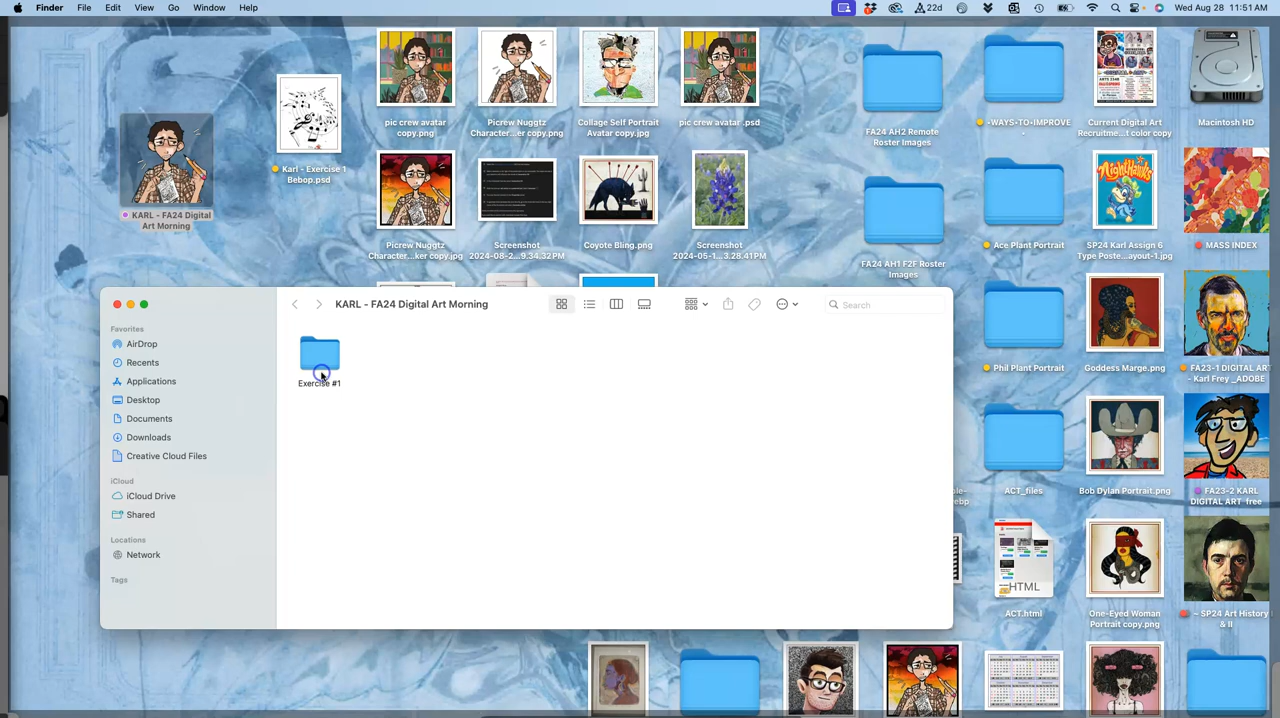 Finder File Edit View Go Window Help
22d
Wed Aug 28 11:51 AM
pic crew avatar
copy.png
Picrew Nuggtz
Character...er copy.png
Collage Self Portrait
Avatar copy.jpg
pic crew avatar .psd
FA24 AH2 Remote
Roster Images
•WAYS•TO•IMPROVE
Current Digital Art
Recruitme...t color copy
Macintosh HD
Karl - Exercise 1
Bebop.psd
KARL - FA24 Digital
Art Morning
Picrew Nuggtz
Character...ker copy.jpg
Screenshot
2024-08-2...9.34.32 PM
Coyote Bling.png
Screenshot
2024-05-1...3.28.41 PM
FA24 AH1 F2F Roster
Images
Ace Plant Portrait
NightHawks
SP24 Karl Assign 6
Type Poste...ayout-1.jpg
MASS INDEX
KARL - FA24 Digital Art Morning
Search
Favorites
AirDrop
Recents
Applications
Desktop
Documents
Downloads
Creative Cloud Files
iCloud
iCloud Drive
Shared
Locations
Network
Tags
Exercise #1
Phil Plant Portrait
Goddess Marge.png
FA23-1 DIGITAL ART
- Karl Frey _ADOBE
ACT_files
Bob Dylan Portrait.png
FA23-2 KARL
DIGITAL ART_free
HTML
ACT.html
One-Eyed Woman
Portrait copy.png
~ SP24 Art History I
& II